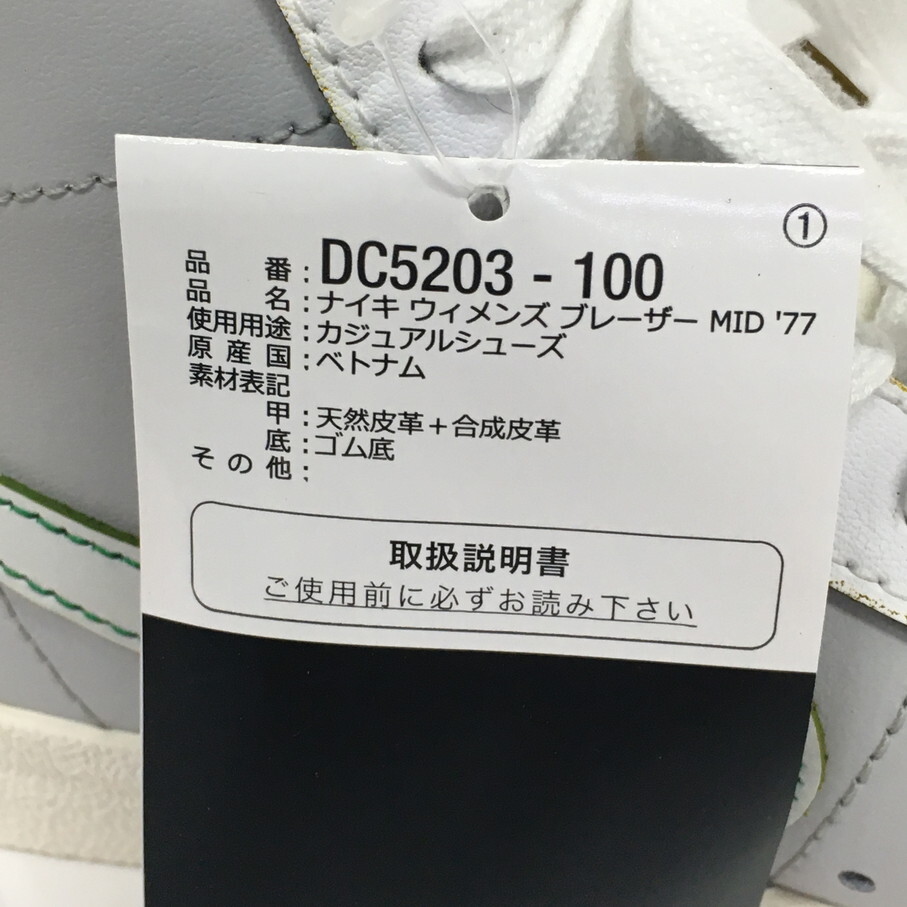 ①
品番：DC5203 - 100
品名：ナイキ ウィメンズ ブレーザー MID '77
使用用途：カジュアルシューズ
原産国：ベトナム
素材表記
甲：天然皮革＋合成皮革
底：ゴム底
その他：
取扱説明書
ご使用前に必ずお読み下さい